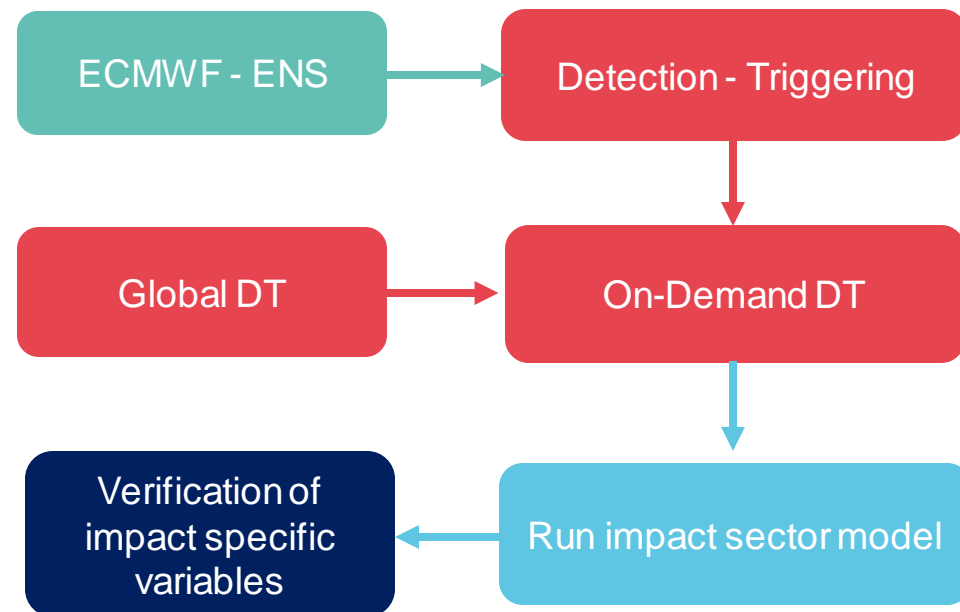 ECMWF - ENS
Detection - Triggering
Global DT
On-Demand DT
Verification of
impact specific
variables
Run impact sector model